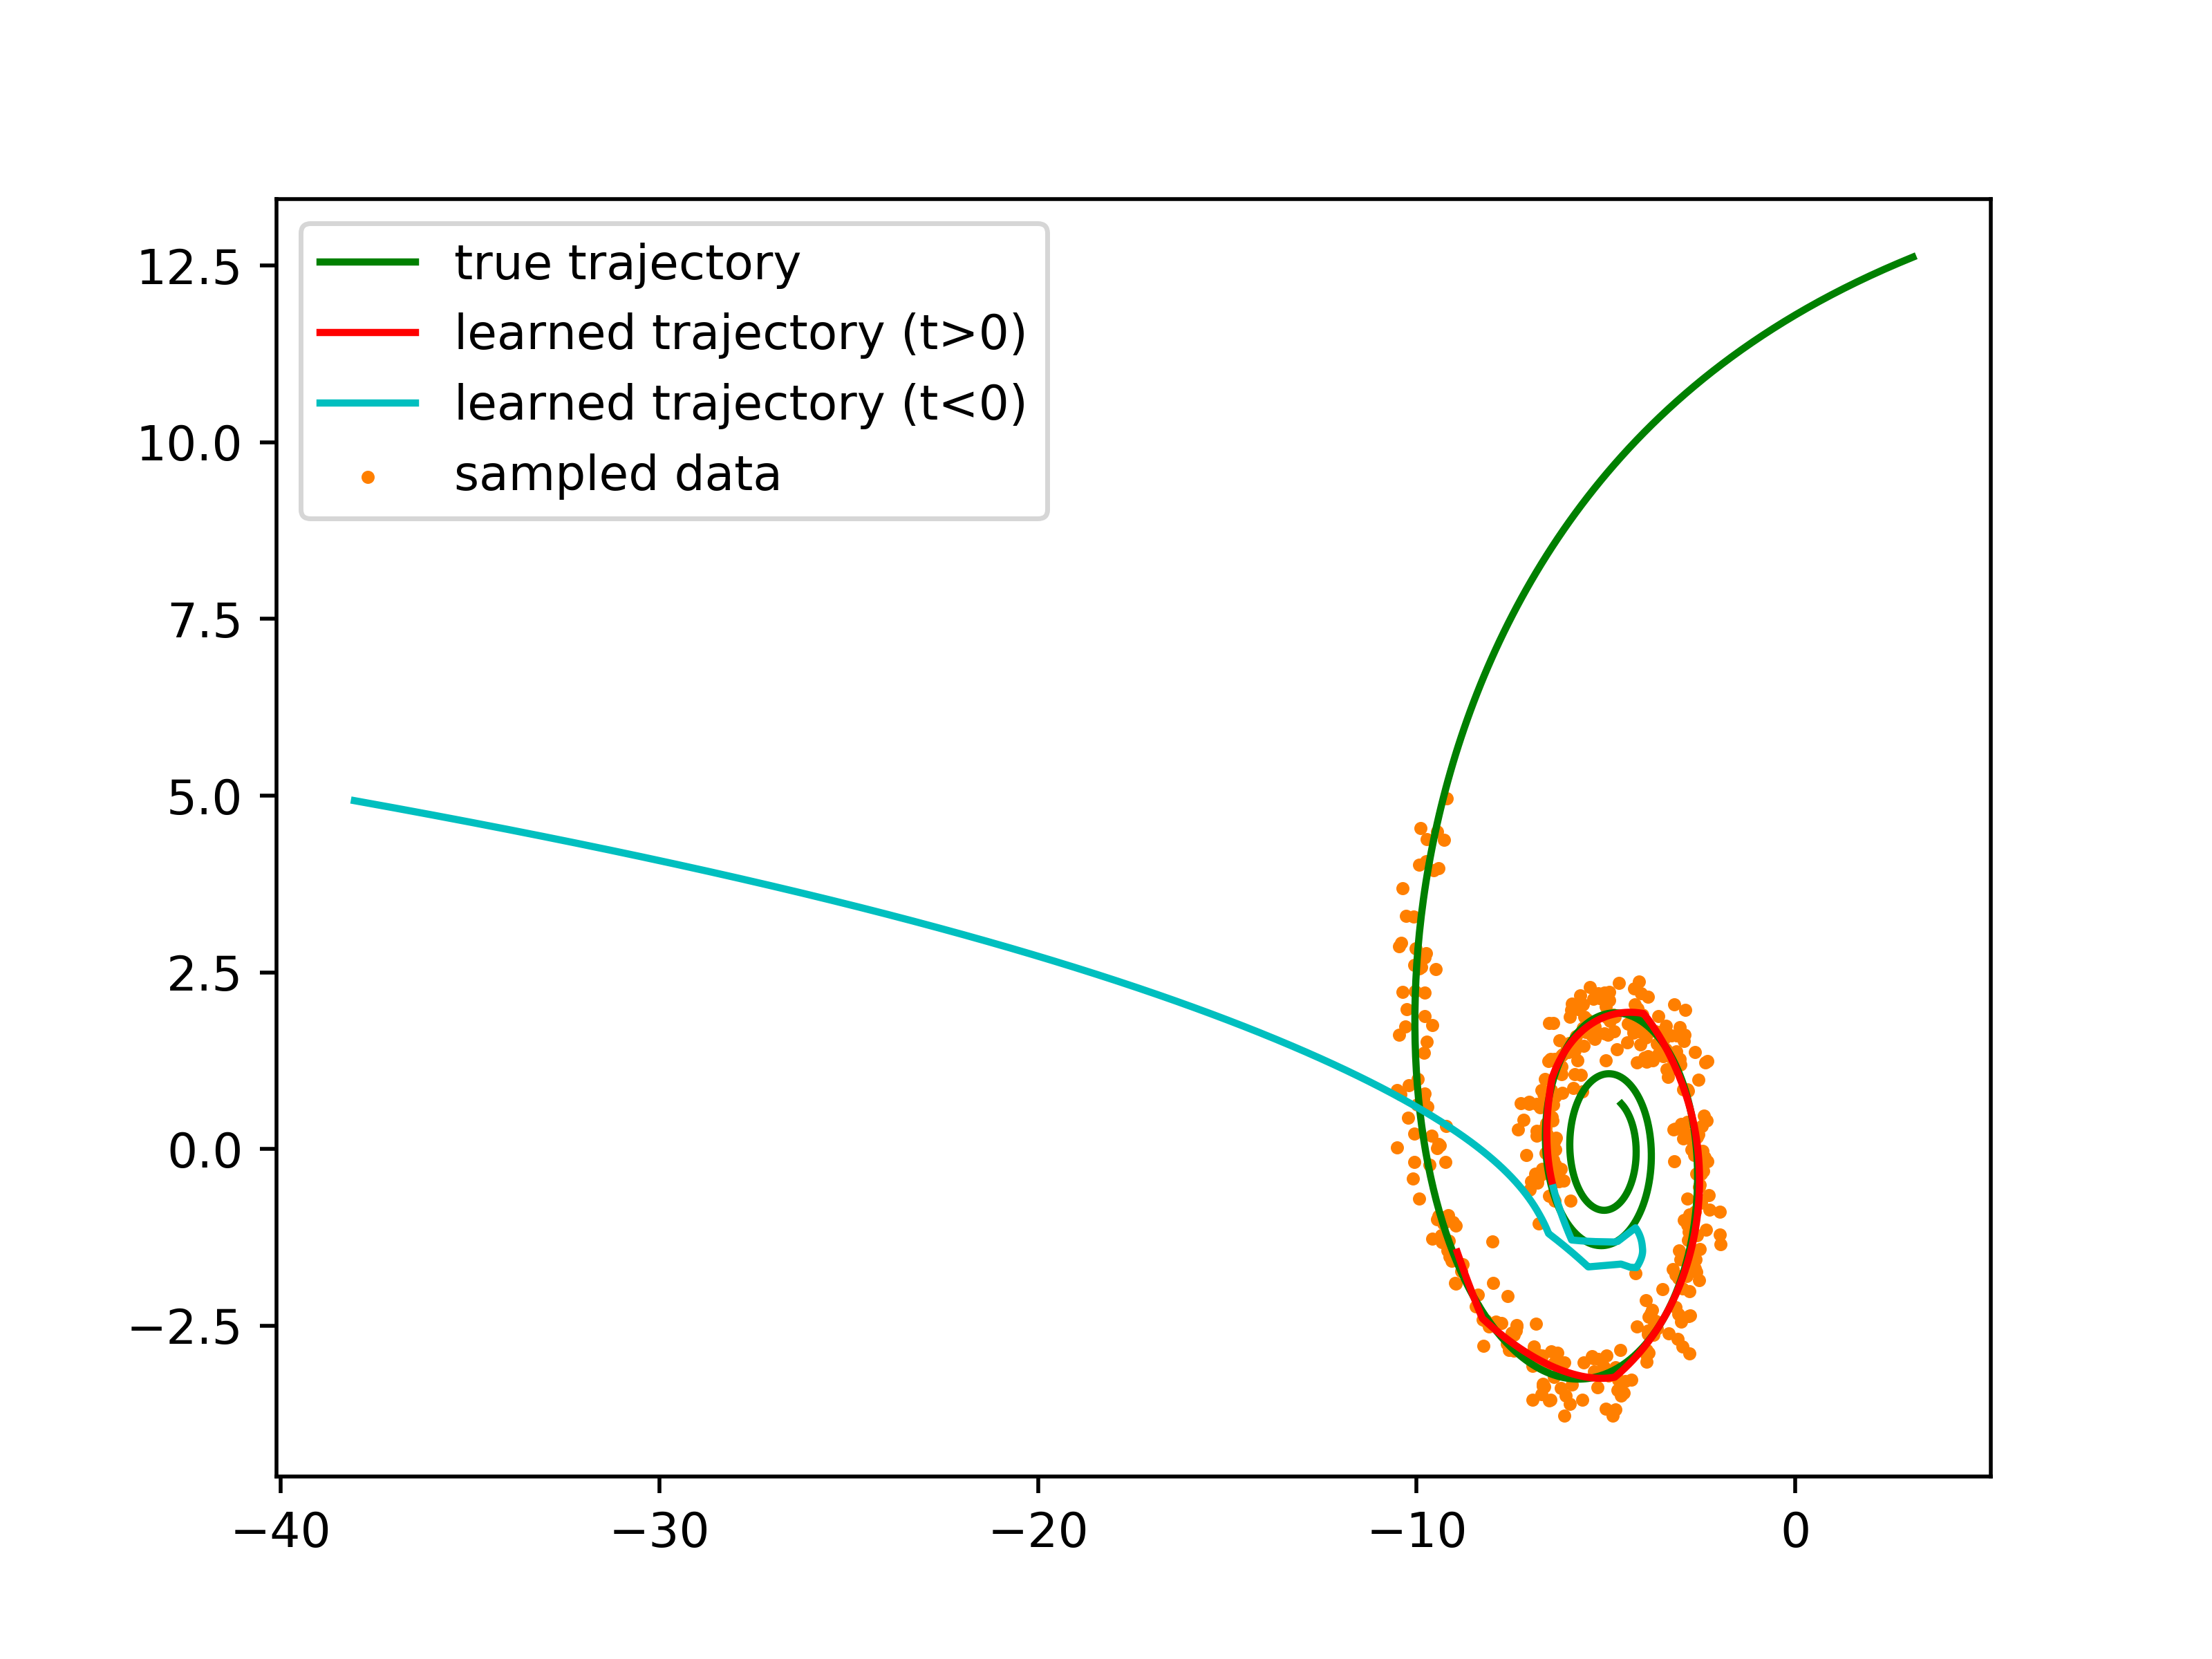 true trajectory
learned trajectory (t>0)
learned trajectory (t<0)
sampled data
12.5
10.0
7.5
5.0
2.5
0.0
−2.5
−40 −30 −20 −10 0